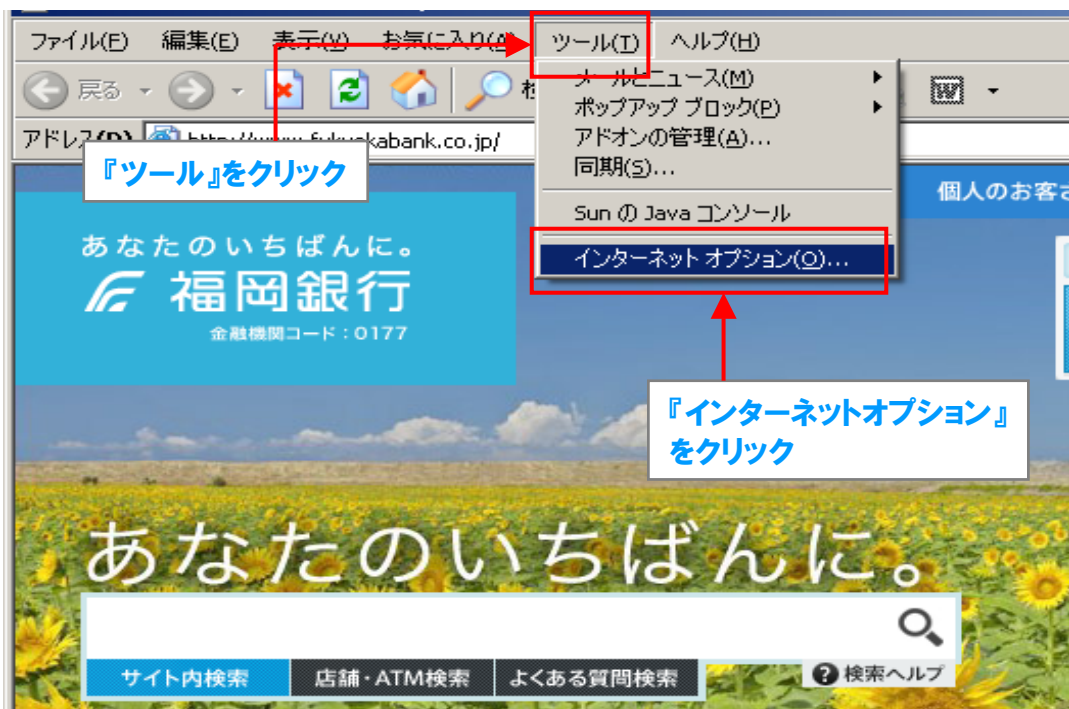 ファイル(F) 編集(E) 表示(V) お気に入り(A) ツール(T) ヘルプ(H)
戻る
メールとニュース(M)
ポップアップ ブロック(P)
アドオンの管理(A)...
同期(S)...
Sun の Java コンソール
インターネット オプション(O)...
アドレス(D) http://www.fukuokabank.co.jp/
『ツール』をクリック
個人のお客さ
あなたのいちばんに。
福岡銀行
金融機関コード：0177
『インターネットオプション』
をクリック
あなたのいちばんに。
サイト内検索 店舗・ATM検索 よくある質問検索 ?検索ヘルプ